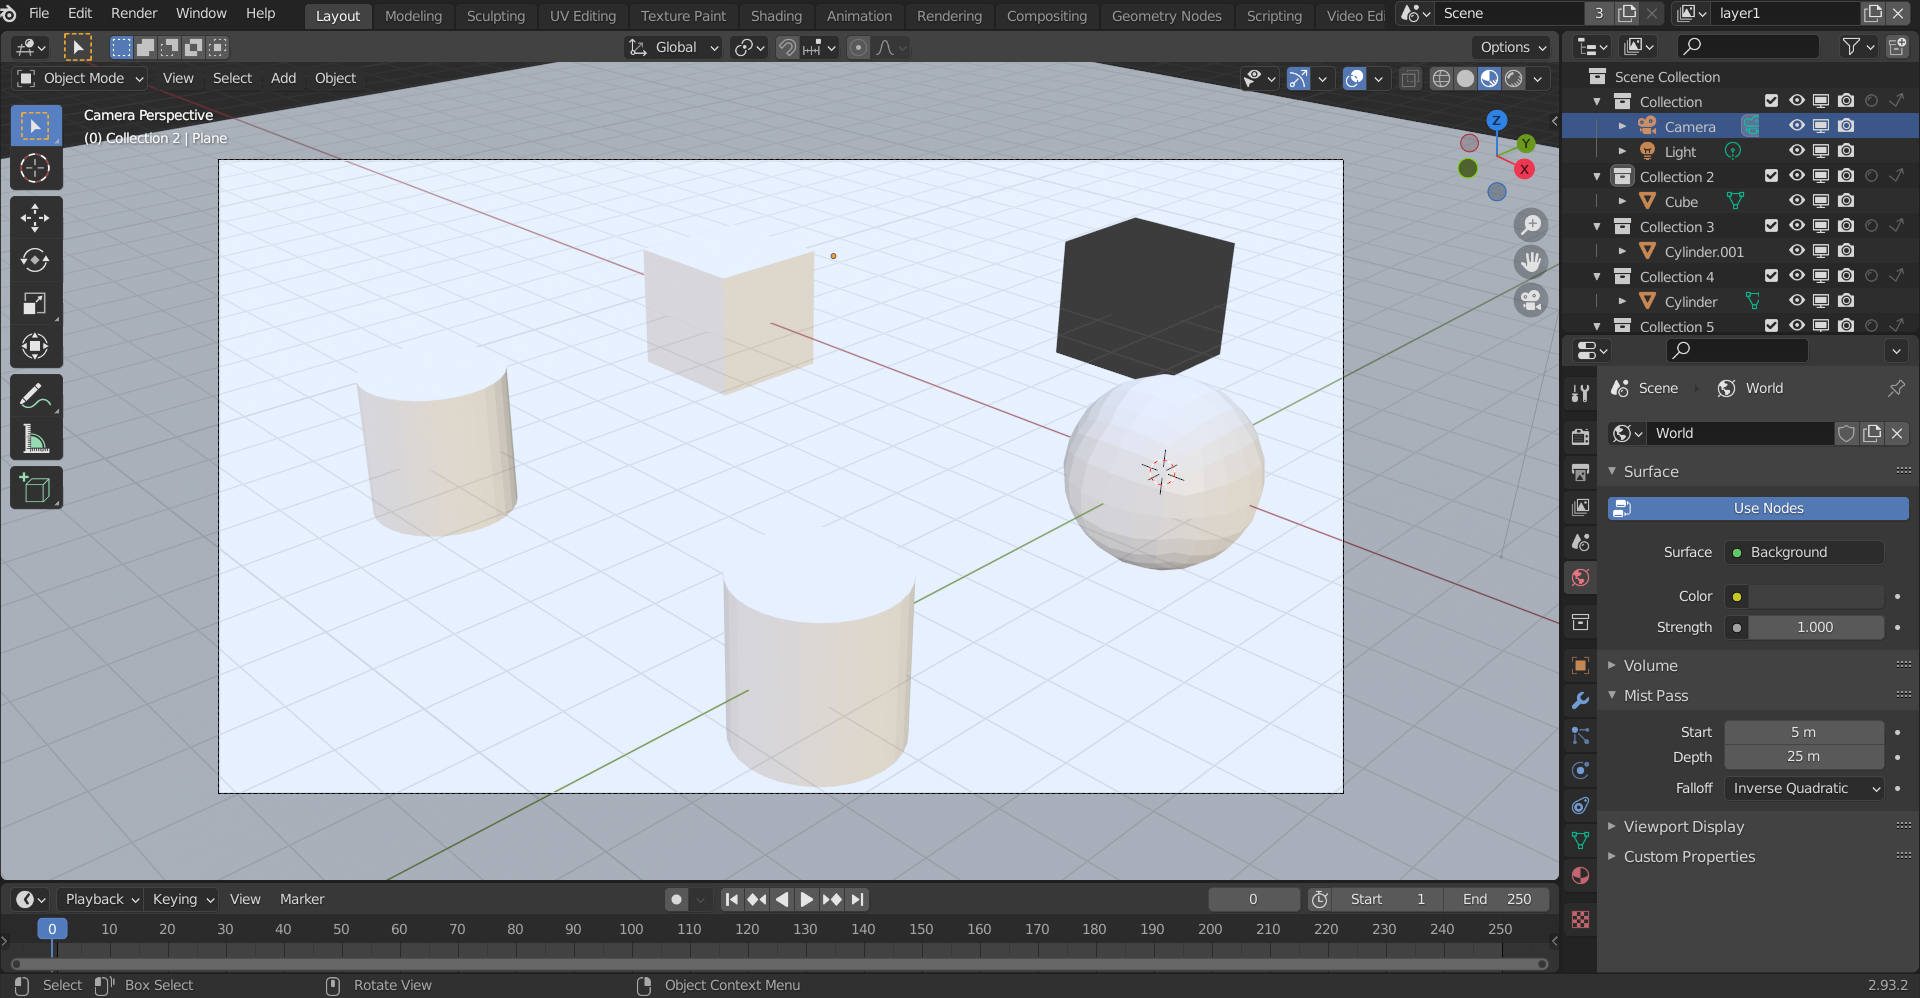 File Edit Render Window Help Layout Modeling Sculpting UV Editing Texture Paint Shading Animation Rendering Compositing Geometry Nodes Scripting Video Edi Scene 3 layer1
Global Options
Object Mode View Select Add Object
Camera Perspective
(0) Collection 2 | Plane
Z
Y
X
Scene Collection
Collection
Camera
Light
Collection 2
Cube
Collection 3
Cylinder.001
Collection 4
Cylinder
Collection 5
Scene World
World
Surface
Use Nodes
Surface Background
Color
Strength 1.000
Volume
Mist Pass
Start 5 m
Depth 25 m
Falloff Inverse Quadratic
Viewport Display
Custom Properties
Playback Keying View Marker 0 Start 1 End 250
0 10 20 30 40 50 60 70 80 90 100 110 120 130 140 150 160 170 180 190 200 210 220 230 240 250
Select Box Select Rotate View Object Context Menu 2.93.2